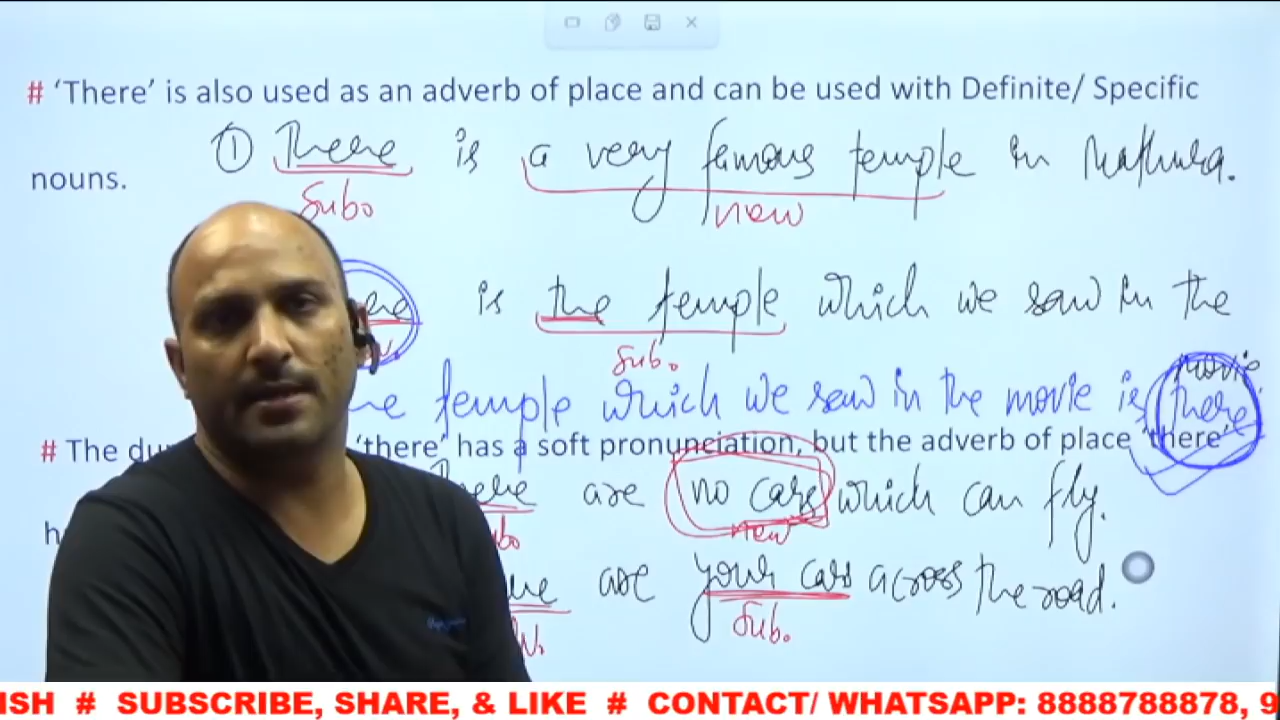 # ‘There’ is also used as an adverb of place and can be used with Definite/ Specific
① There is a very famous temple in Mathura.
nouns.
Subo new
is the temple which we saw in the
movie.
Sub.
temple which we saw in the movie is there
# The ‘there’ has a soft pronunciation, but the adverb of place ‘there’
There are no cars which can fly.
new
are your cars across the road.
Sub.
ISH # SUBSCRIBE, SHARE, & LIKE # CONTACT/ WHATSAPP: 8888788878, 9